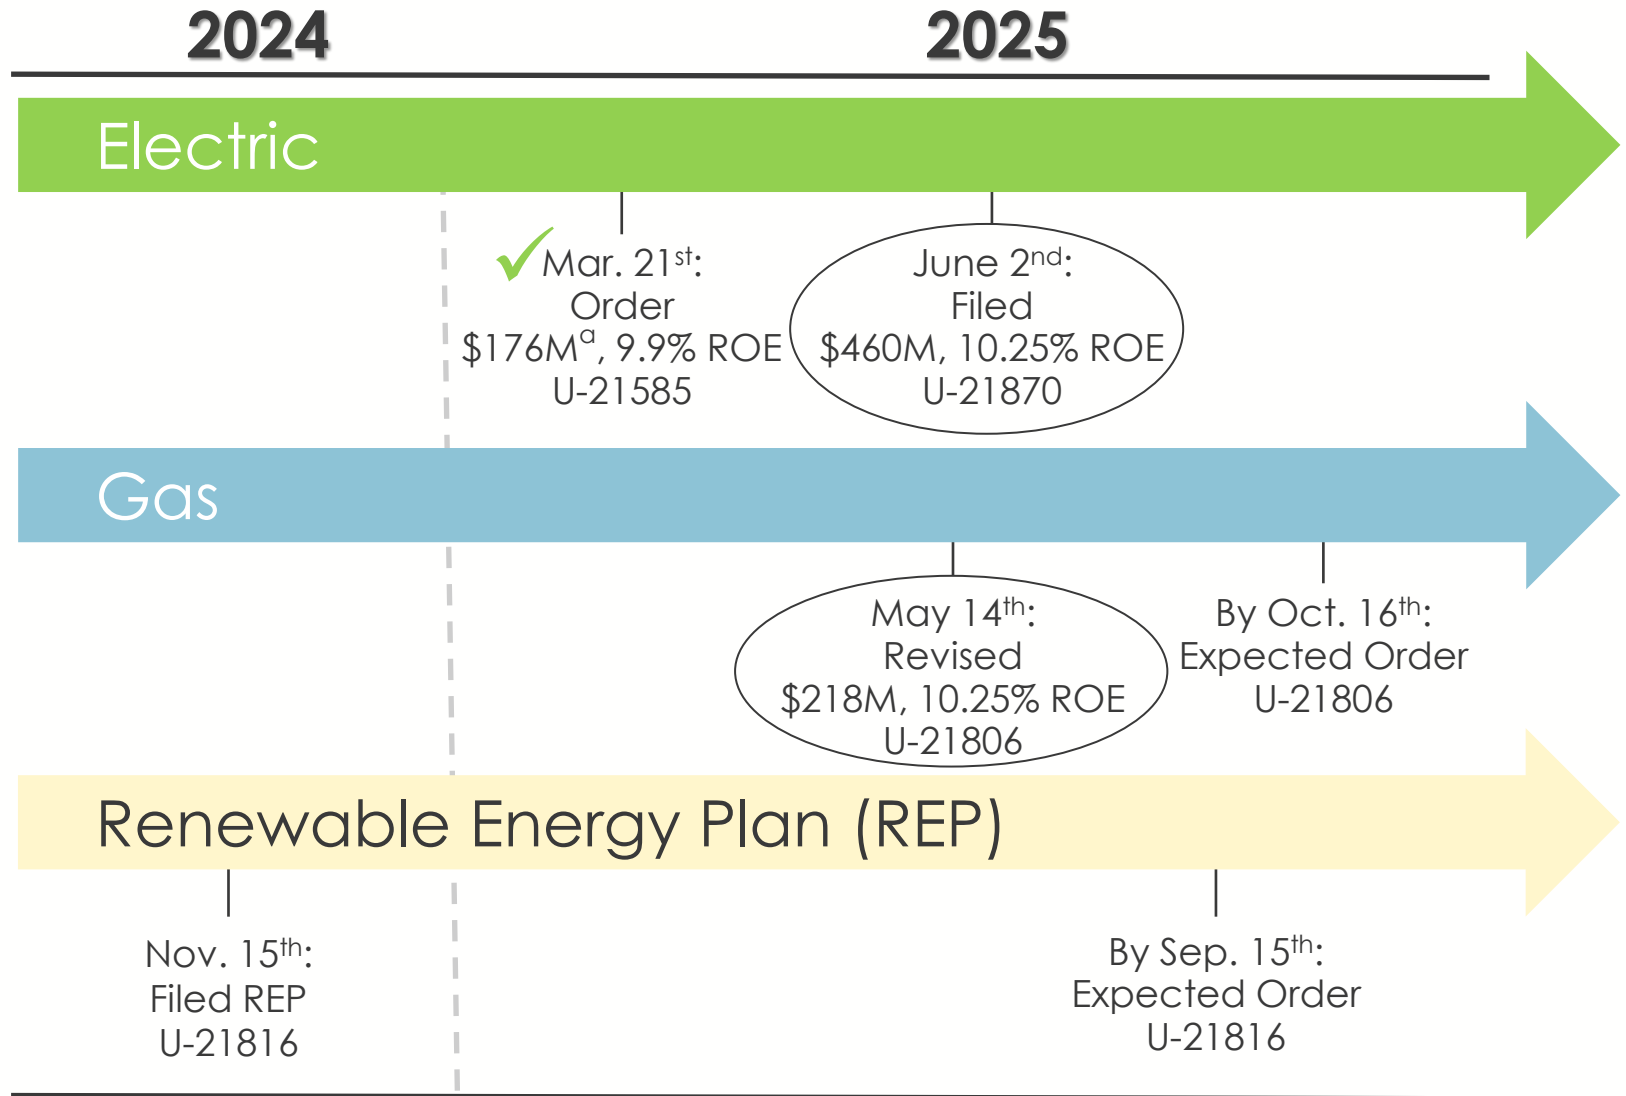 2024
2025
Electric
Mar. 21st:
Order
$176Mᵃ, 9.9% ROE
U-21585
June 2nd:
Filed
$460M, 10.25% ROE
U-21870
Gas
May 14th:
Revised
$218M, 10.25% ROE
U-21806
By Oct. 16th:
Expected Order
U-21806
Renewable Energy Plan (REP)
Nov. 15th:
Filed REP
U-21816
By Sep. 15th:
Expected Order
U-21816